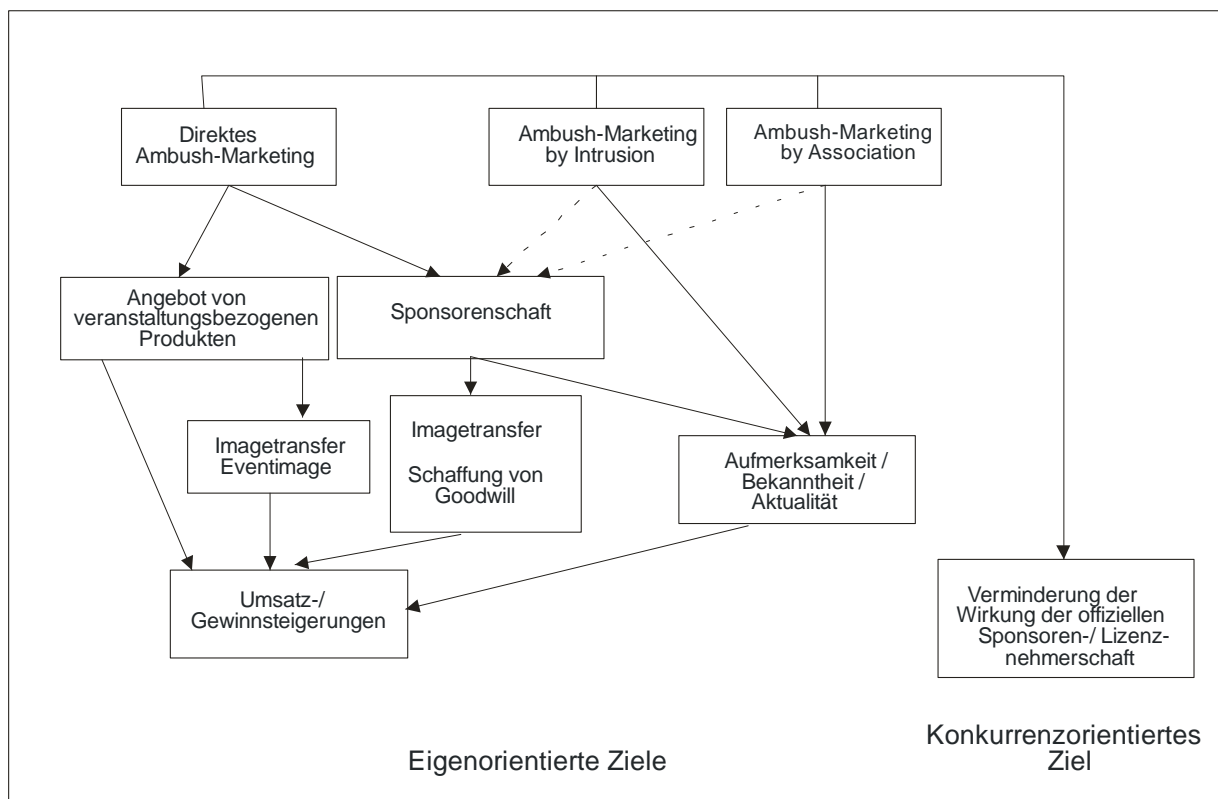 Direktes
Ambush-Marketing
Ambush-Marketing
by Intrusion
Ambush-Marketing
by Association
Angebot von
veranstaltungsbezogenen
Produkten
Sponsorenschaft
Imagetransfer
Eventimage
Imagetransfer
Schaffung von
Goodwill
Aufmerksamkeit /
Bekanntheit /
Aktualität
Umsatz-/
Gewinnsteigerungen
Verminderung der
Wirkung der offiziellen
Sponsoren-/ Lizenz-
nehmerschaft
Eigenorientierte Ziele
Konkurrenzorientiertes
Ziel